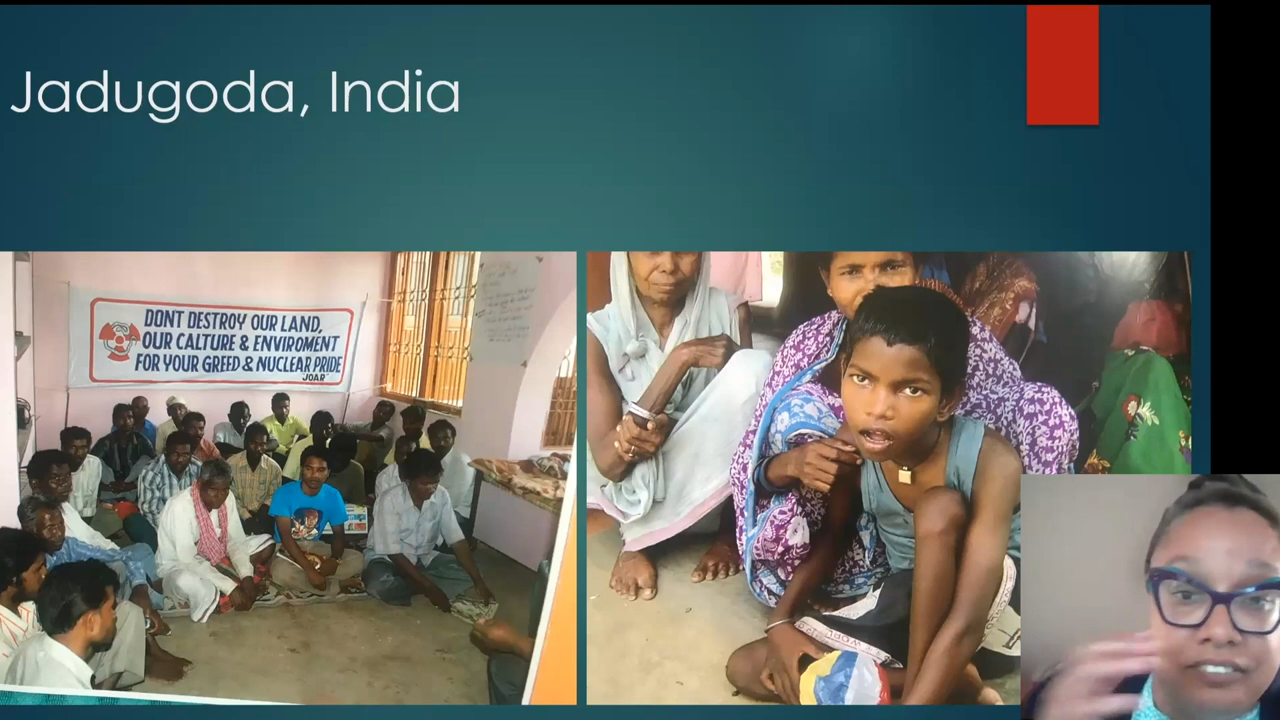 Jadugoda, India
DONT DESTROY OUR LAND,
OUR CALTURE & ENVIROMENT
FOR YOUR GREED & NUCLEAR PRIDE
JOAR